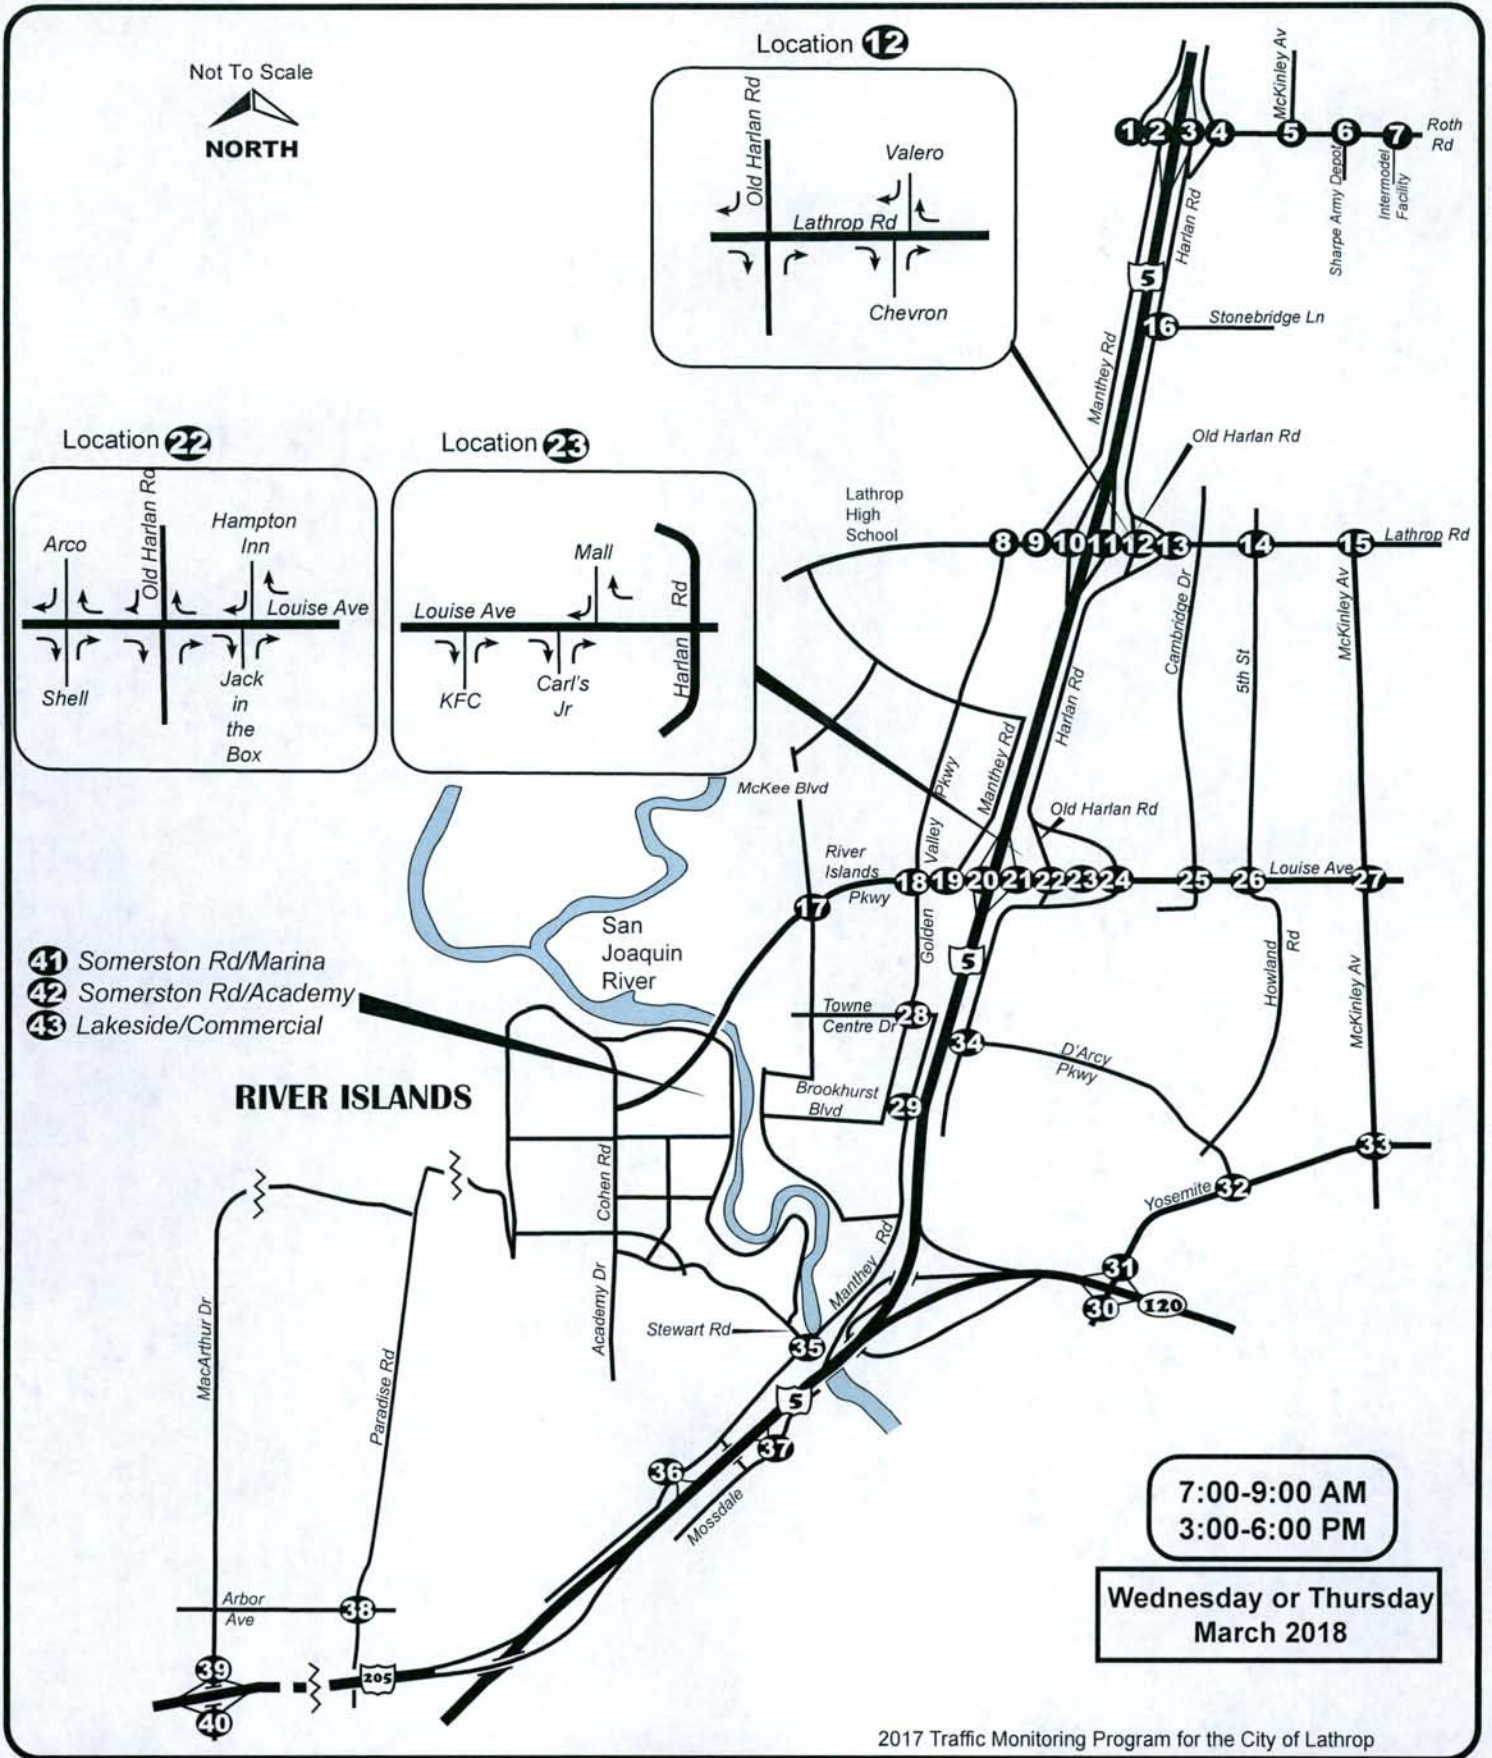 Location 12
Not To Scale
NORTH
Old Harlan Rd
Valero
Lathrop Rd
Chevron
McKinley Av
1 2 3 4 5 6 7 Roth
Rd
Sharpe Army Depot
Intermodel
Facility
Harlan Rd
5
16 Stonebridge Ln
Manthey Rd
Old Harlan Rd
Location 22
Arco
Old Harlan Rd
Hampton
Inn
Louise Ave
Shell
Jack
in
the
Box
Location 23
Mall
Louise Ave
Harlan Rd
KFC
Carl's
Jr
Lathrop
High
School
8 9 10 11 12 13 14 15 Lathrop Rd
Cambridge Dr
5th St
McKinley Av
Harlan Rd
Manthey Rd
McKee Blvd
Golden Valley Pkwy
Old Harlan Rd
River
Islands
Pkwy
17 18 19 20 21 22 23 24 25 26 Louise Ave 27
San
Joaquin
River
5
Howland
Rd
McKinley Av
41 Somerston Rd/Marina
42 Somerston Rd/Academy
43 Lakeside/Commercial
Towne
Centre Dr
28
34
D'Arcy
Pkwy
RIVER ISLANDS
Brookhurst
Blvd
29
33
Cohen Rd
Yosemite 32
Manthey Rd
31
30
120
MacArthur Dr
Paradise Rd
Academy Dr
Stewart Rd
35
5
37
36
Mossdale
7:00-9:00 AM
3:00-6:00 PM
Wednesday or Thursday
March 2018
Arbor
Ave
38
39
205
40
2017 Traffic Monitoring Program for the City of Lathrop